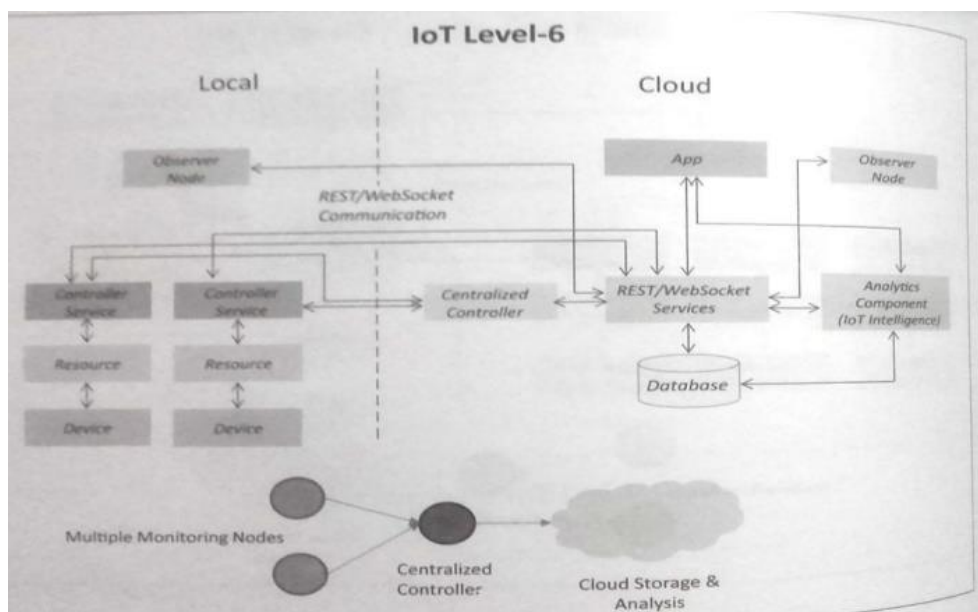 IoT Level-6
Local
Cloud
Observer
Node
App
Observer
Node
REST/WebSocket
Communication
Controller
Service
Controller
Service
Centralized
Controller
REST/WebSocket
Services
Analytics
Component
(IoT Intelligence)
Resource
Resource
Database
Device
Device
Multiple Monitoring Nodes
Centralized
Controller
Cloud Storage &
Analysis